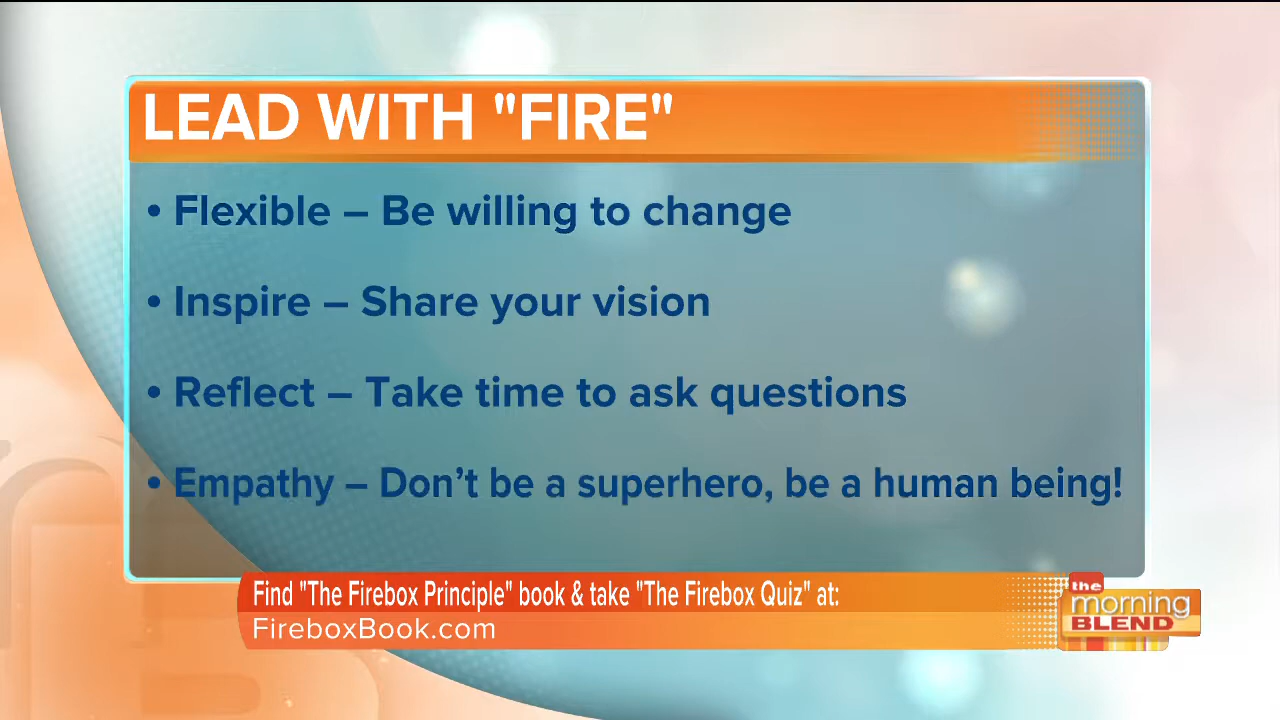 LEAD WITH "FIRE"
• Flexible – Be willing to change
• Inspire – Share your vision
• Reflect – Take time to ask questions
• Empathy – Don’t be a superhero, be a human being!
Find "The Firebox Principle" book & take "The Firebox Quiz" at:
FireboxBook.com
the
morning
BLEND